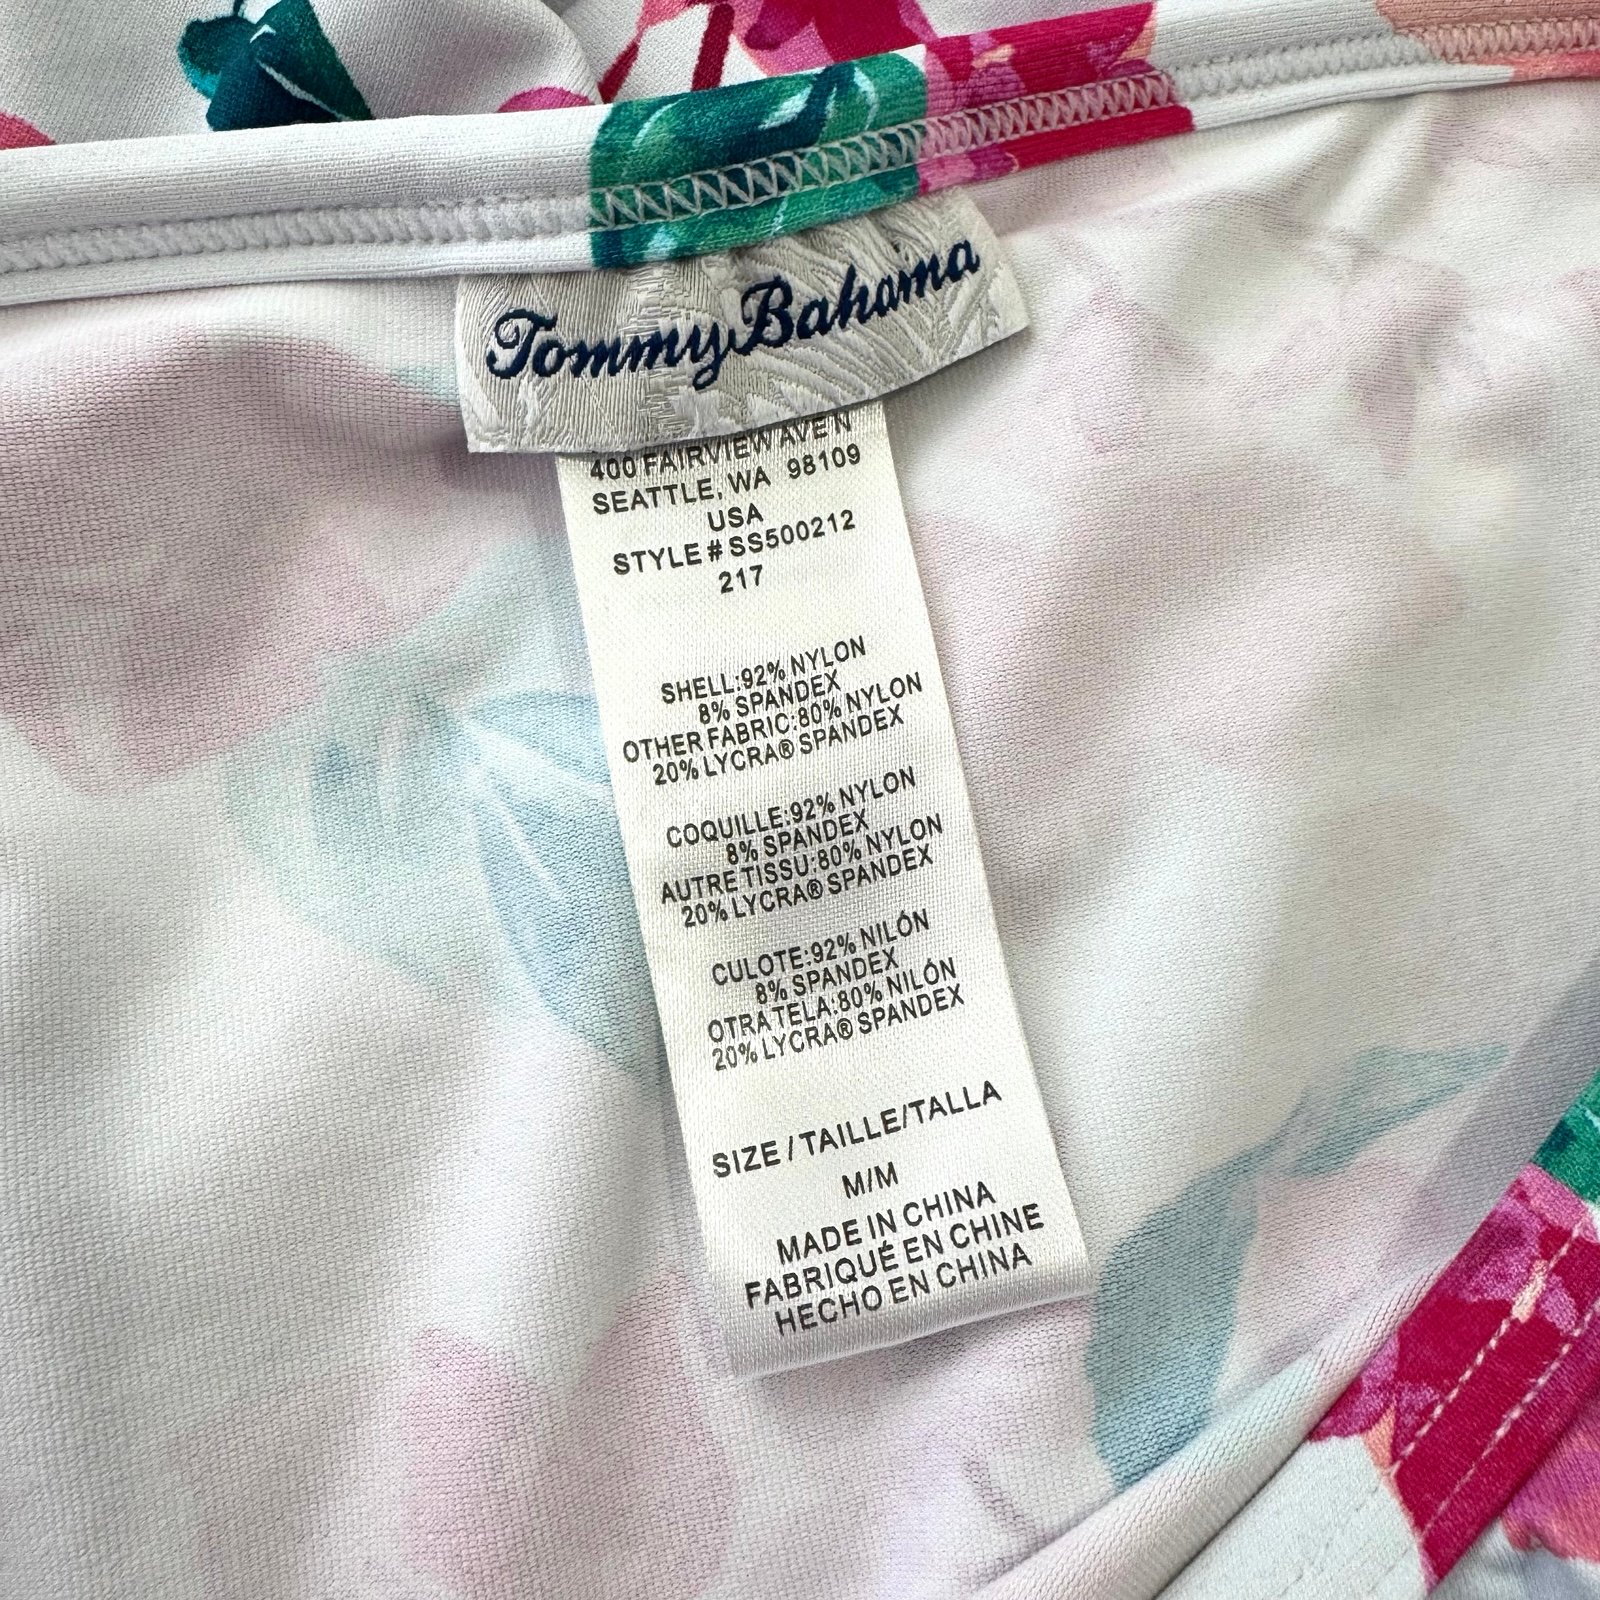 Tommy Bahama
400 FAIRVIEW AVE N
SEATTLE, WA 98109
USA
STYLE # SS500212
217
SHELL:92% NYLON
8% SPANDEX
OTHER FABRIC:80% NYLON
20% LYCRA® SPANDEX
COQUILLE:92% NYLON
8% SPANDEX
AUTRE TISSU:80% NYLON
20% LYCRA® SPANDEX
CULOTE:92% NILÓN
8% SPANDEX
OTRA TELA:80% NILÓN
20% LYCRA® SPANDEX
SIZE / TAILLE/TALLA
M/M
MADE IN CHINA
FABRIQUÉ EN CHINE
HECHO EN CHINA